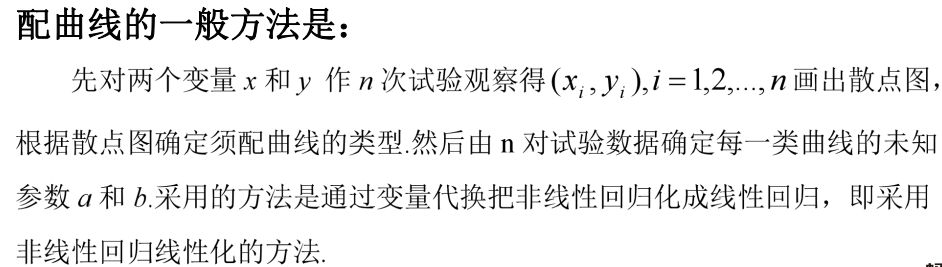 配曲线的一般方法是：
先对两个变量 x 和 y 作 n 次试验观察得 (x_i, y_i), i = 1,2,..., n 画出散点图，
根据散点图确定须配曲线的类型.然后由 n 对试验数据确定每一类曲线的未知
参数 a 和 b.采用的方法是通过变量代换把非线性回归化成线性回归，即采用
非线性回归线性化的方法.